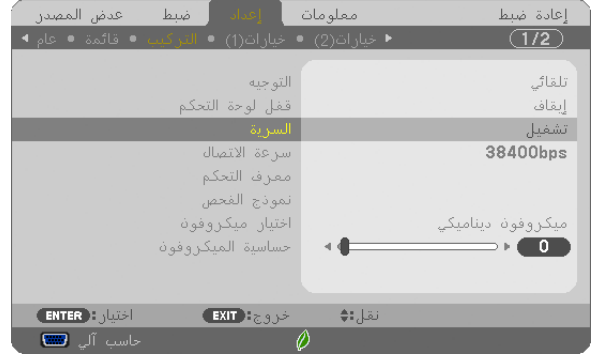 عدض المصدر ضبط إعداد معلومات إعادة ضبط
عام • قائمة • التركيب • خيارات(1) • خيارات(2) (1/2)
التوجيه تلقائي
قفل لوحة التحكم إيقاف
السرية تشغيل
سرعة الاتصال 38400bps
معرف التحكم
نموذج الفحص
اختيار ميكروفون ميكروفون ديناميكي
حساسية الميكروفون 0
ENTER :اختيار EXIT :خروج نقل:
حاسب آلي